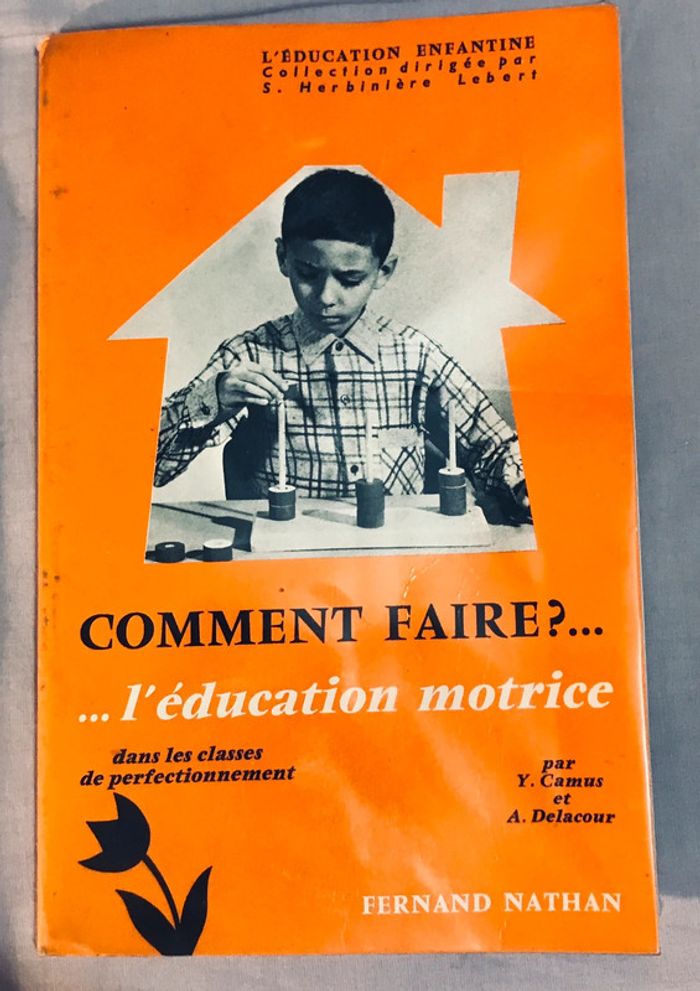 L'ÉDUCATION ENFANTINE
Collection dirigée par
S. Herbinière Lebert
COMMENT FAIRE?...
...l'éducation motrice
dans les classes
de perfectionnement
par
Y. Camus
et
A. Delacour
FERNAND NATHAN